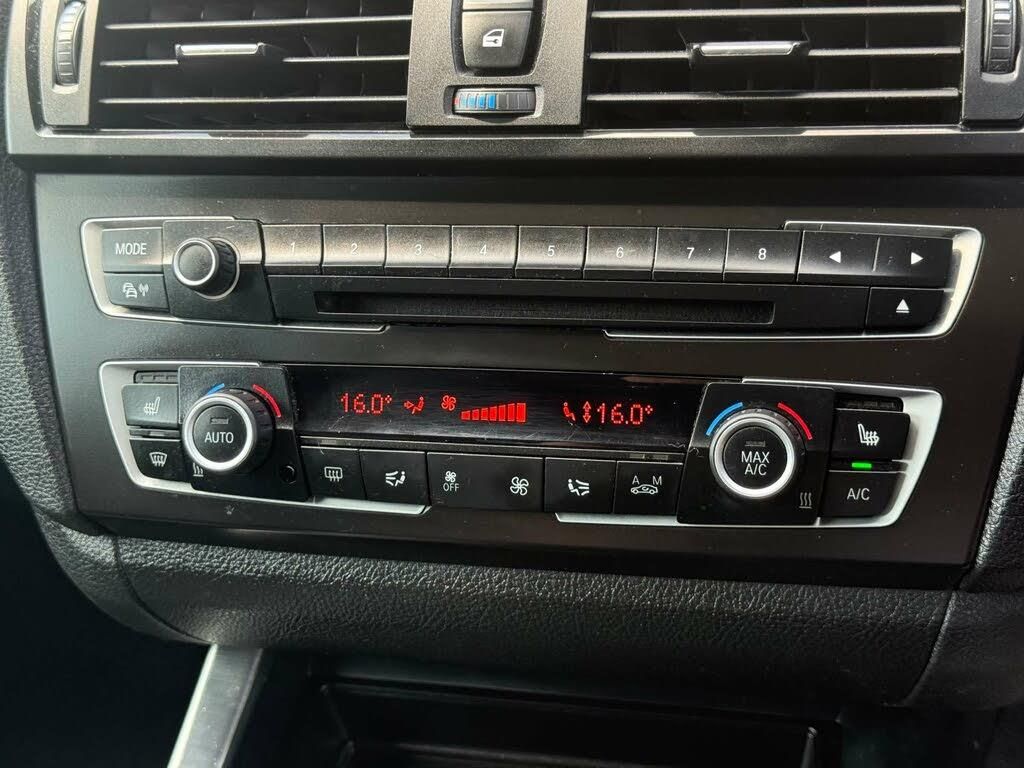 MODE 1 2 3 4 5 6 7 8
16.0° 16.0°
AUTO
MAX
A/C
OFF
A M
A/C